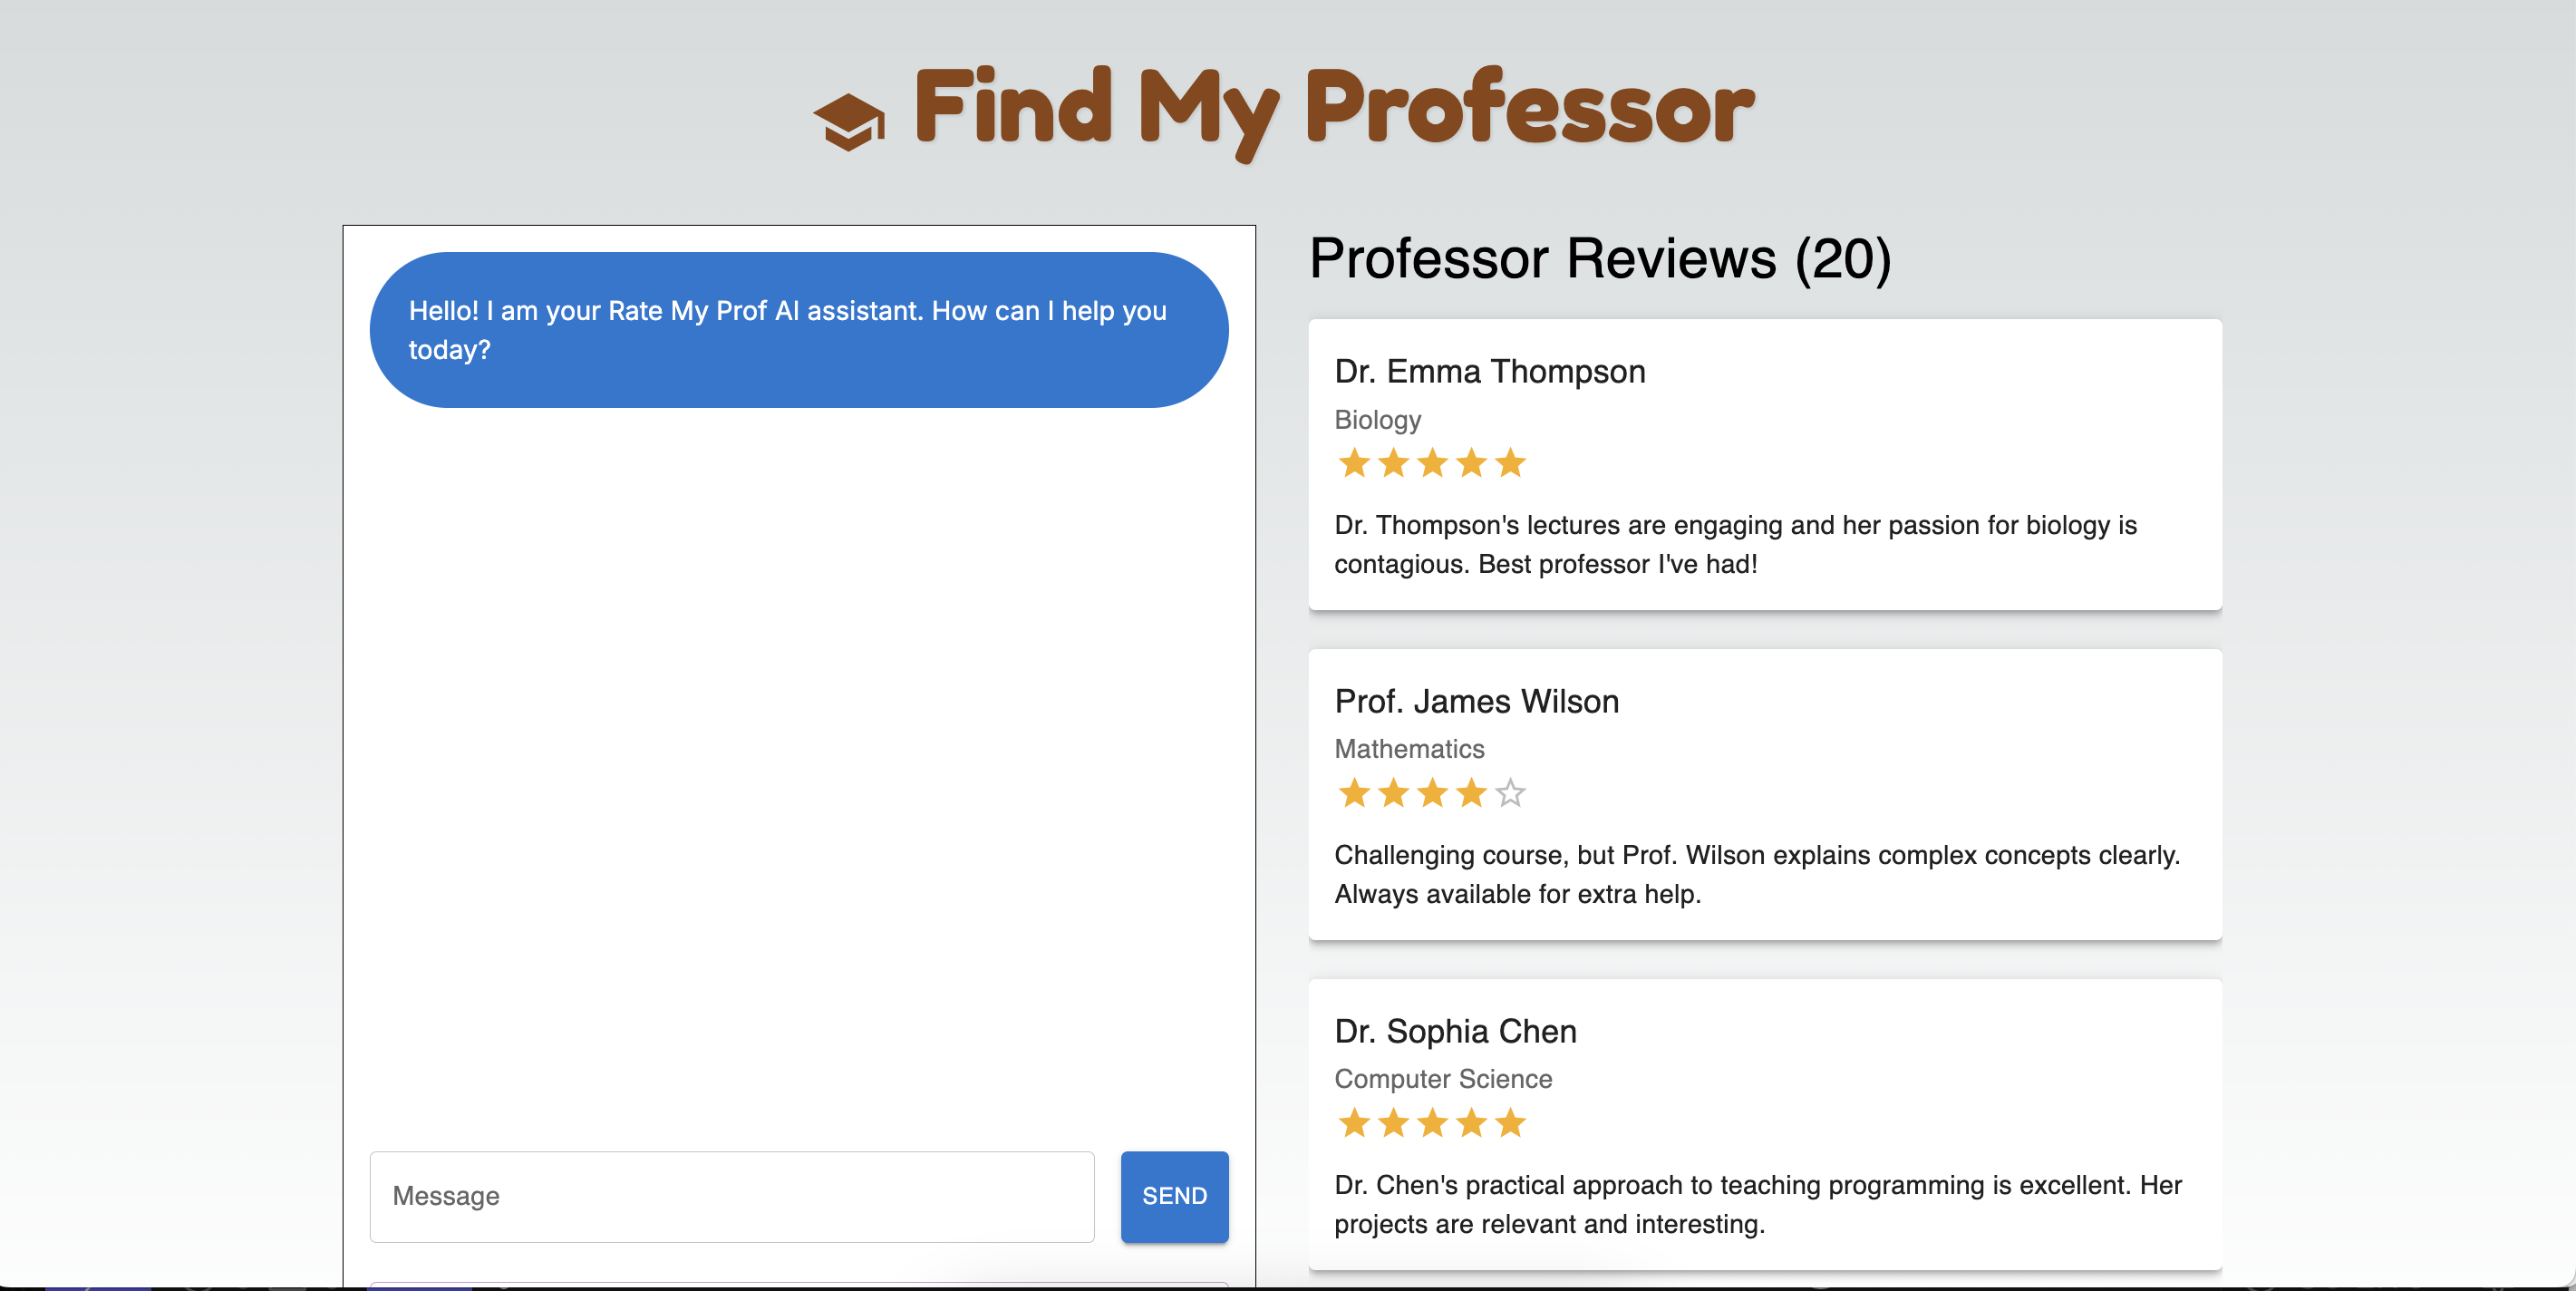 Find My Professor
Hello! I am your Rate My Prof AI assistant. How can I help you
today?
Message
SEND
Professor Reviews (20)
Dr. Emma Thompson
Biology
Dr. Thompson's lectures are engaging and her passion for biology is
contagious. Best professor I've had!
Prof. James Wilson
Mathematics
Challenging course, but Prof. Wilson explains complex concepts clearly.
Always available for extra help.
Dr. Sophia Chen
Computer Science
Dr. Chen's practical approach to teaching programming is excellent. Her
projects are relevant and interesting.